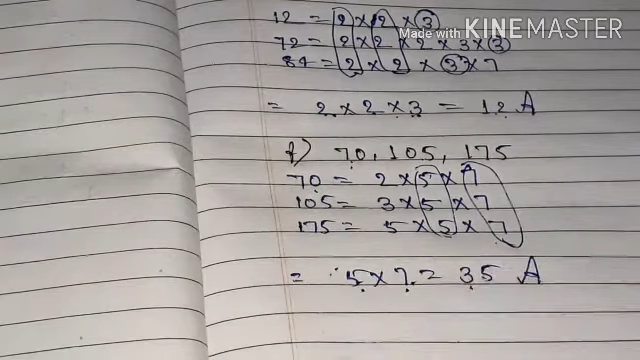 Made with KINEMASTER
12 = 2 × 2 × 3
72 = 2 × 2 × 2 × 3 × 3
84 = 2 × 2 × 3 × 7
= 2 × 2 × 3 = 12 A
f) 70, 105, 175
70 = 2 × 5 × 7
105 = 3 × 5 × 7
175 = 5 × 5 × 7
= 5 × 7 = 35 A